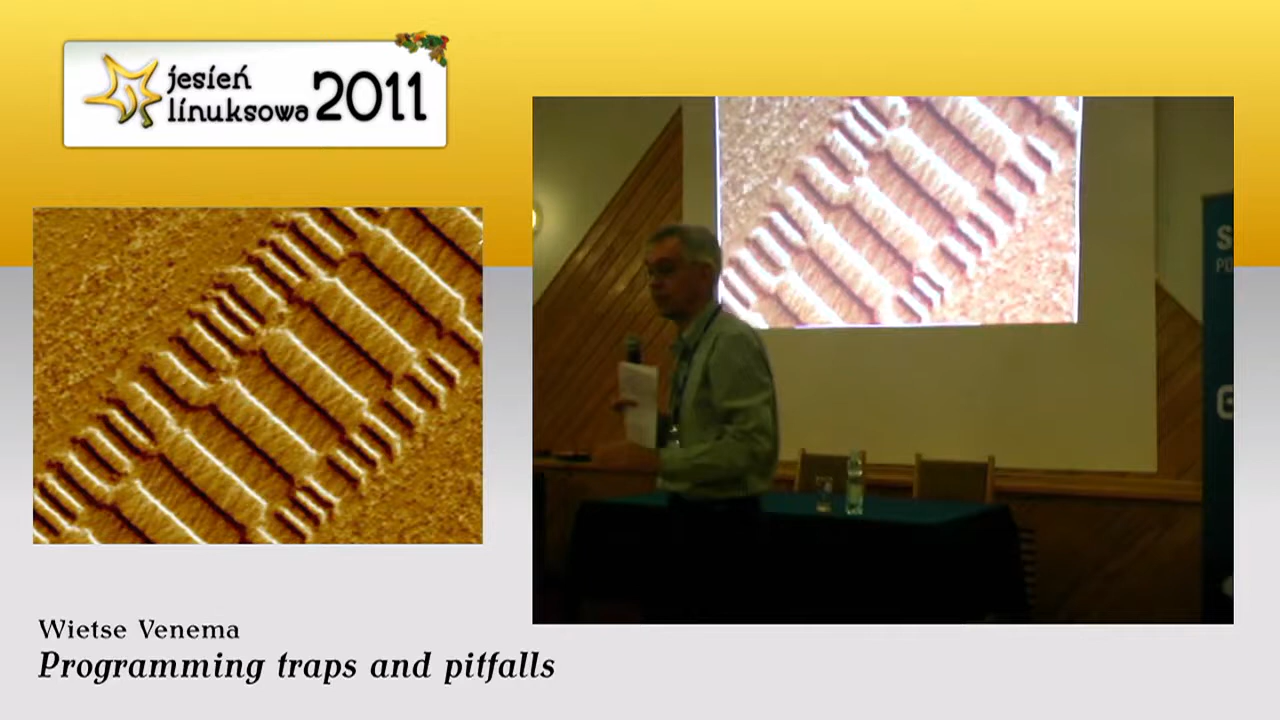 jesień
linuksowa 2011
Wietse Venema
Programming traps and pitfalls